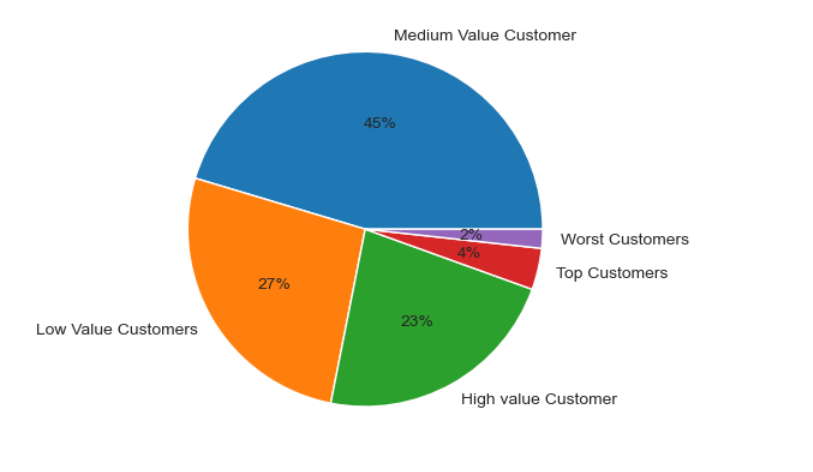 Medium Value Customer
45%
2%
Worst Customers
4%
Top Customers
27%
23%
Low Value Customers
High value Customer